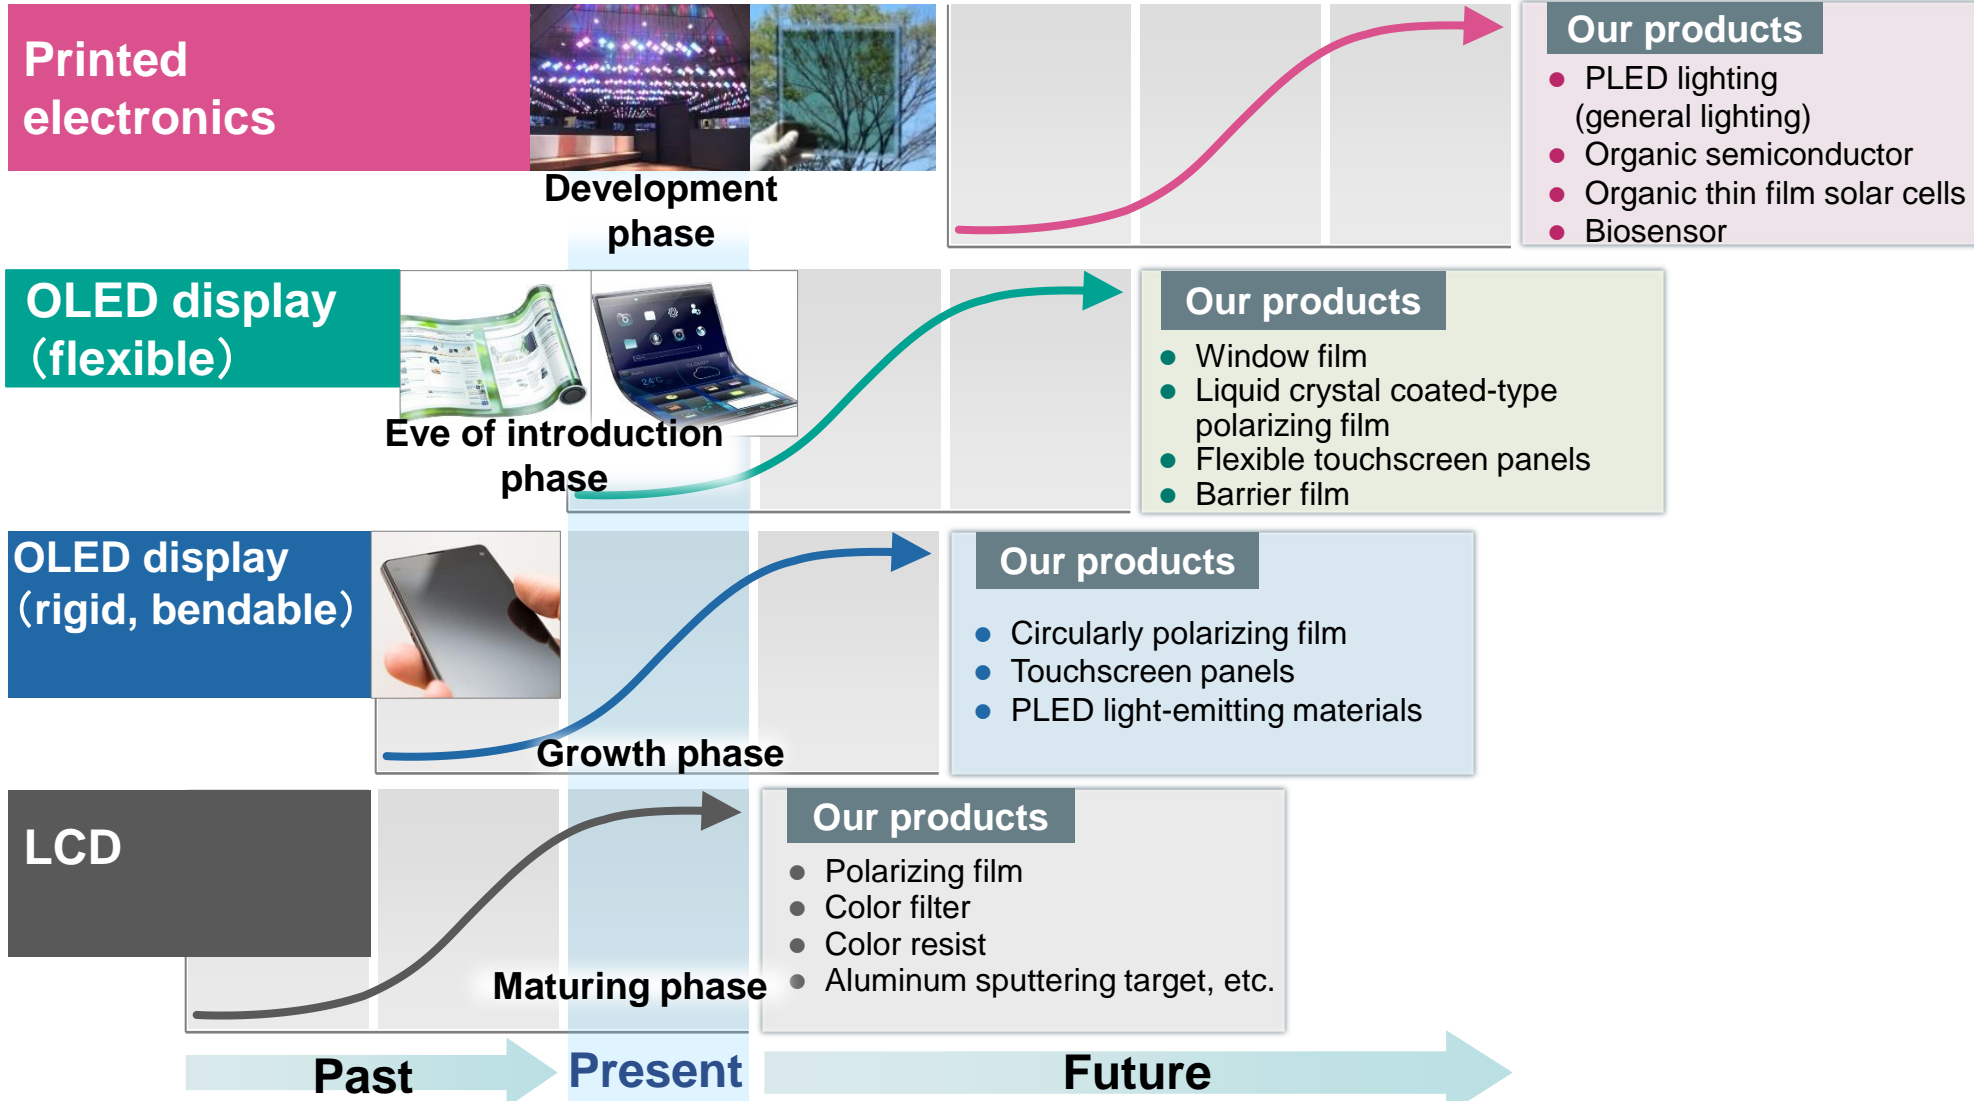 Printed
electronics
Development
phase
Our products
● PLED lighting
(general lighting)
● Organic semiconductor
● Organic thin film solar cells
● Biosensor
OLED display
（flexible）
24°C
Eve of introduction
phase
Our products
● Window film
● Liquid crystal coated-type
polarizing film
● Flexible touchscreen panels
● Barrier film
OLED display
（rigid, bendable）
Growth phase
Our products
● Circularly polarizing film
● Touchscreen panels
● PLED light-emitting materials
LCD
Maturing phase
Our products
● Polarizing film
● Color filter
● Color resist
● Aluminum sputtering target, etc.
Past
Present
Future